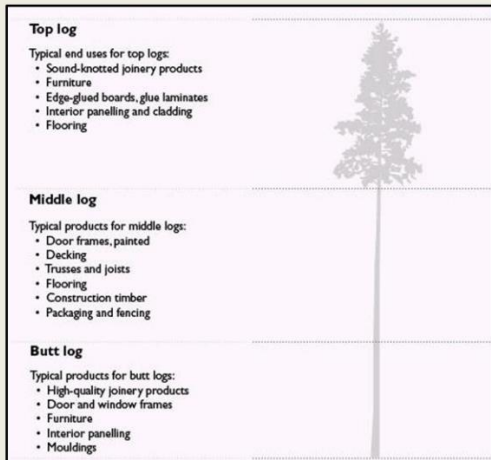 Top log
Typical end uses for top logs:
• Sound-knotted joinery products
• Furniture
• Edge-glued boards, glue laminates
• Interior panelling and cladding
• Flooring
Middle log
Typical products for middle logs:
• Door frames, painted
• Decking
• Trusses and joists
• Flooring
• Construction timber
• Packaging and fencing
Butt log
Typical products for butt logs:
• High-quality joinery products
• Door and window frames
• Furniture
• Interior panelling
• Mouldings